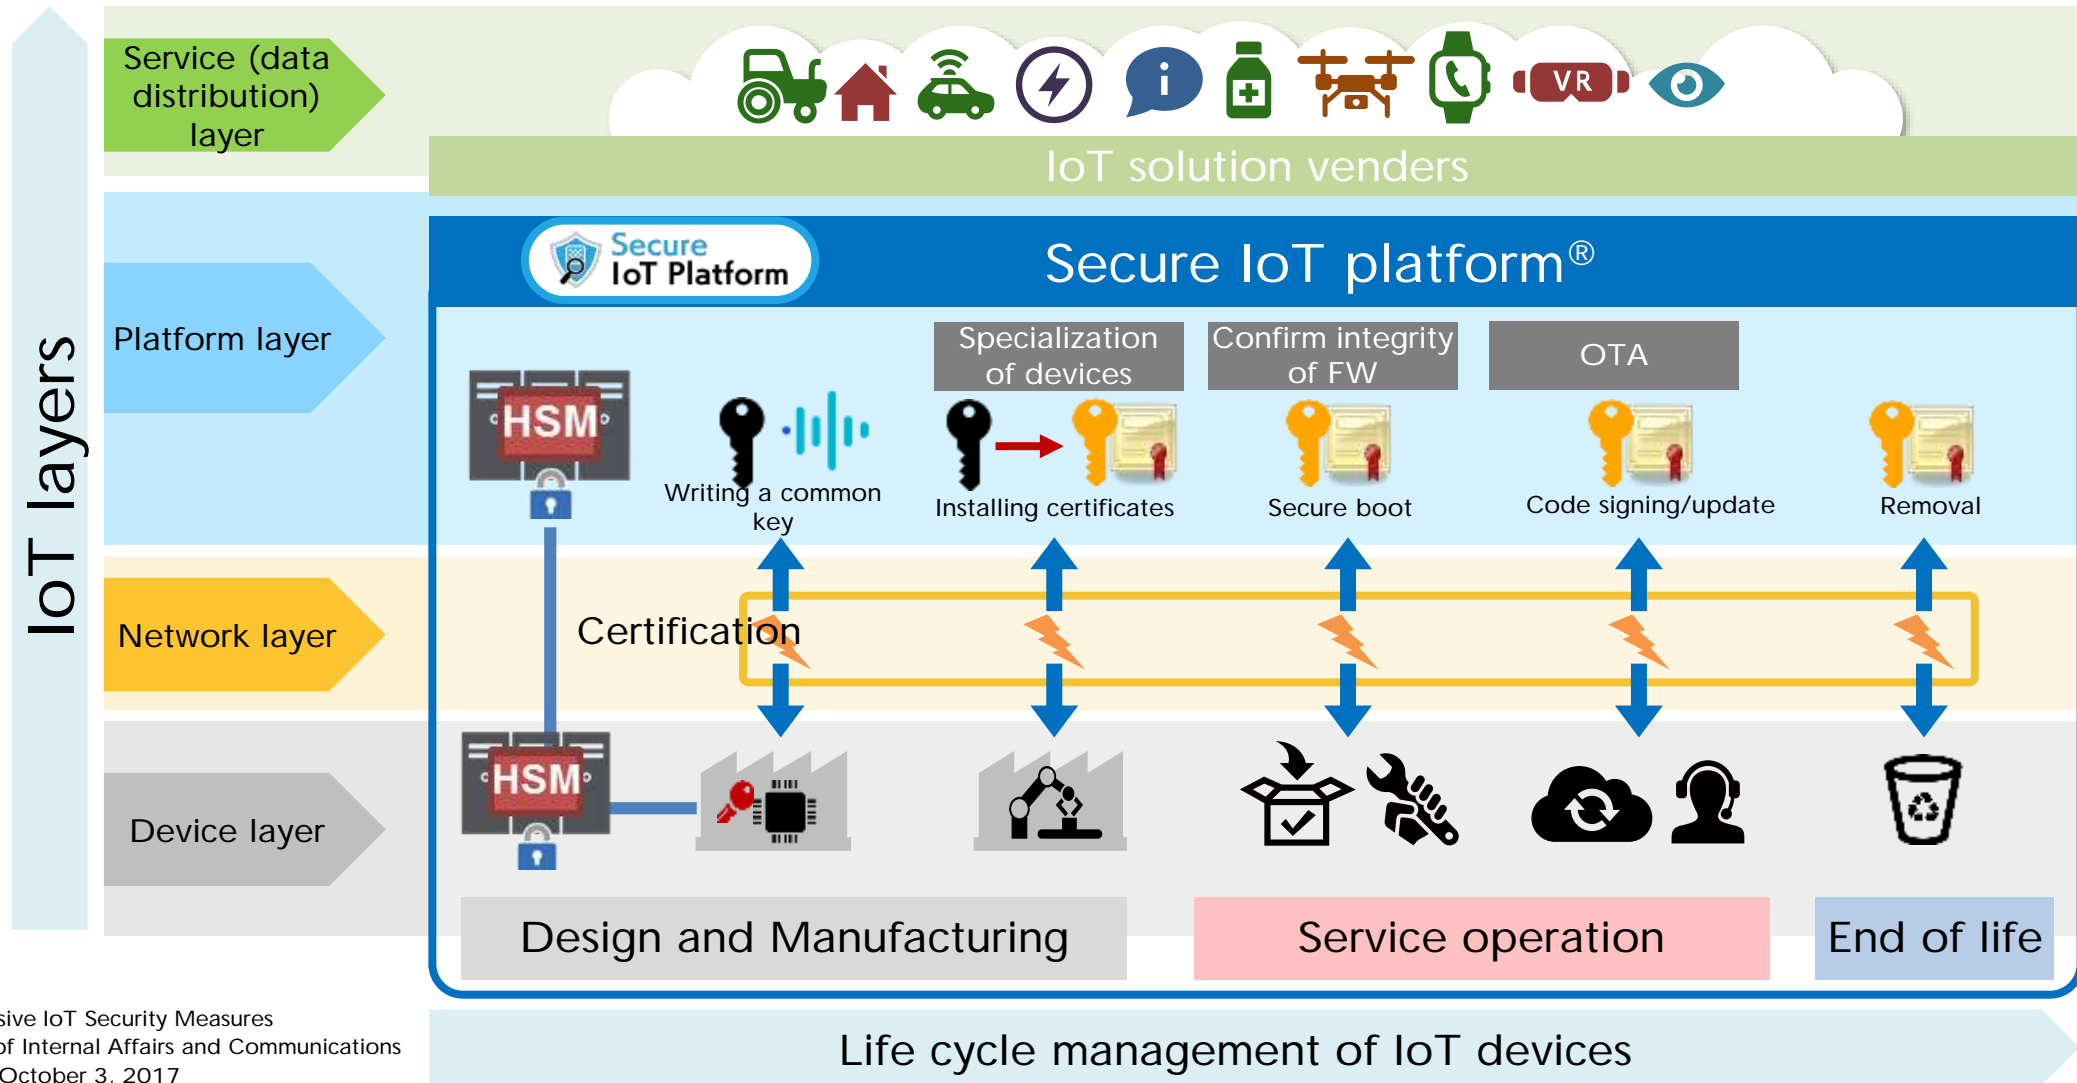 Service (data
distribution)
layer
i
VR
IoT solution venders
Secure
IoT Platform
Secure IoT platform®
IoT layers
Platform layer
Specialization
of devices
Confirm integrity
of FW
OTA
HSM
Writing a common
key
Installing certificates
Secure boot
Code signing/update
Removal
Network layer
Certification
Device layer
HSM
Design and Manufacturing
Service operation
End of life
IoT Security Measures
of Internal Affairs and Communications
October 3, 2017
Life cycle management of IoT devices